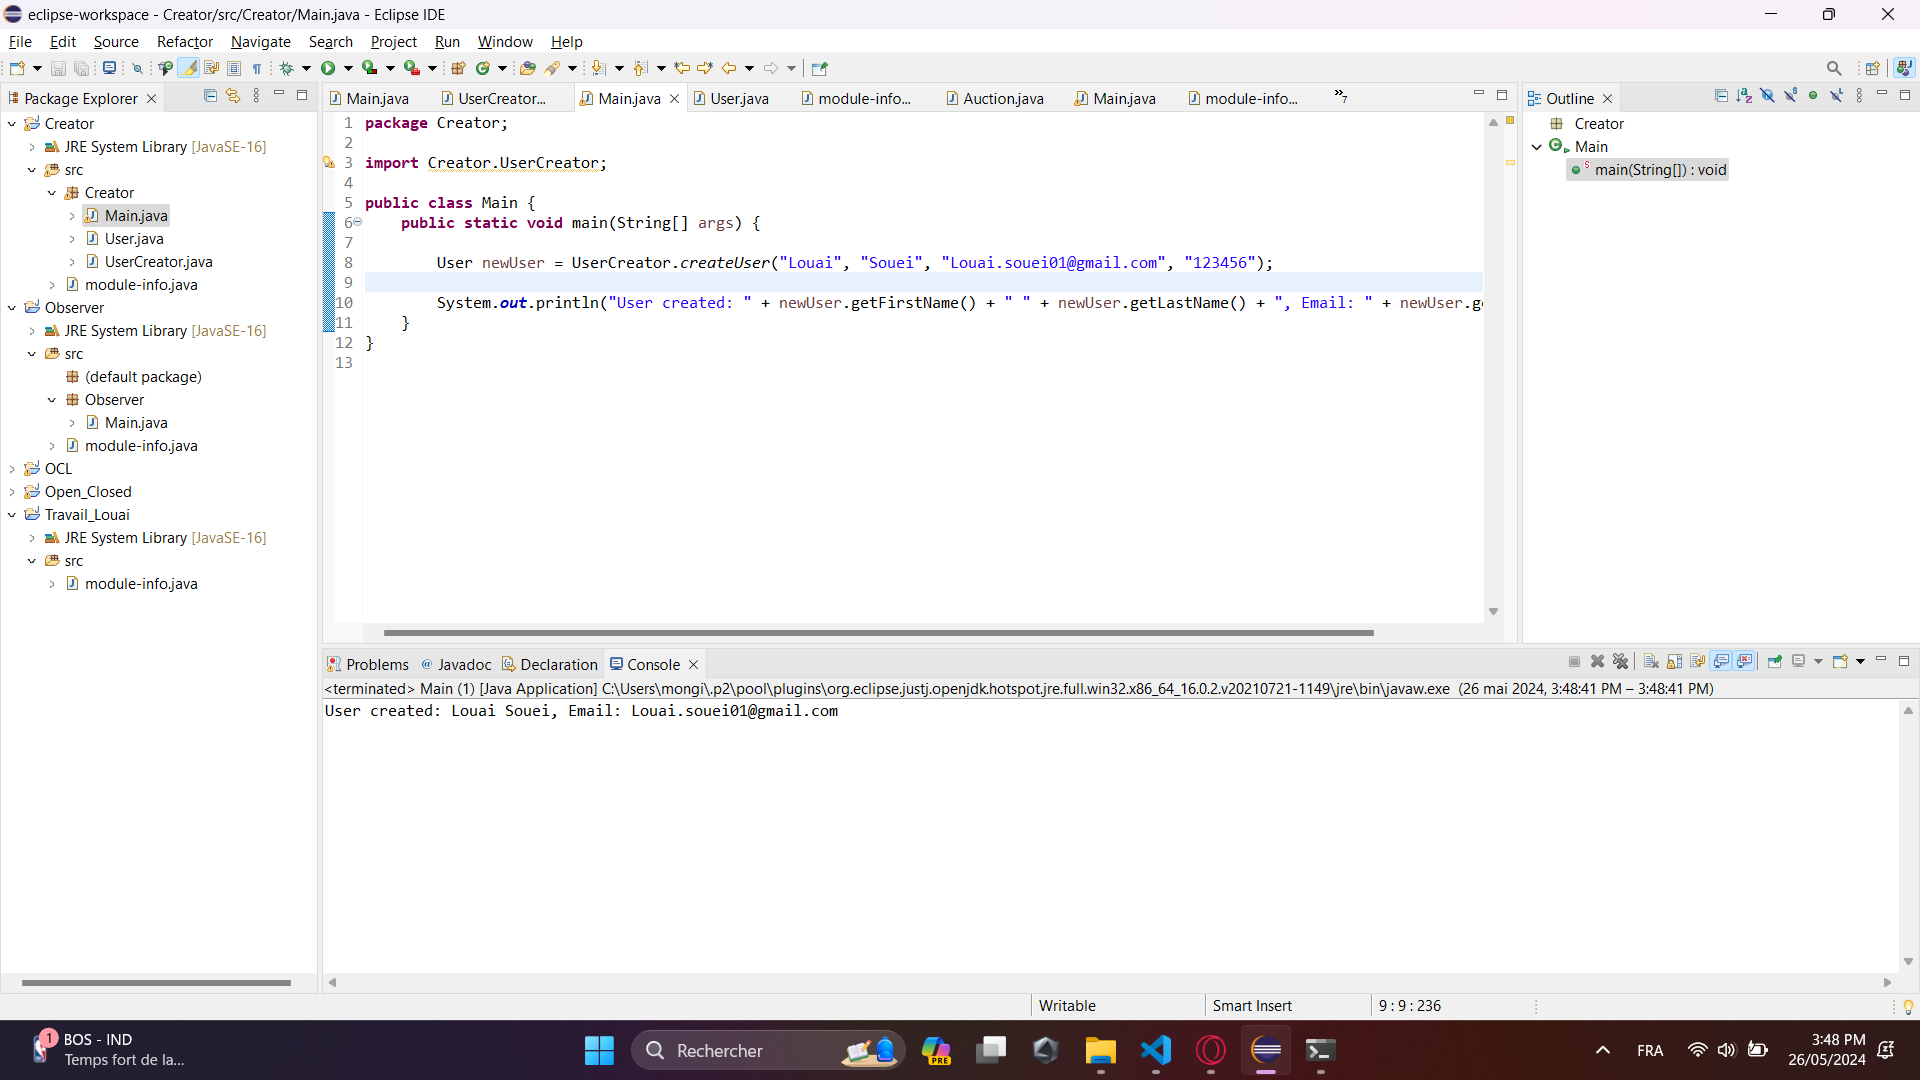 eclipse-workspace - Creator/src/Creator/Main.java - Eclipse IDE
File Edit Source Refactor Navigate Search Project Run Window Help
Package Explorer
Creator
JRE System Library [JavaSE-16]
src
Creator
Main.java
User.java
UserCreator.java
module-info.java
Observer
JRE System Library [JavaSE-16]
src
(default package)
Observer
Main.java
module-info.java
OCL
Open_Closed
Travail_Louai
JRE System Library [JavaSE-16]
src
module-info.java
Main.java UserCreator... Main.java User.java module-info... Auction.java Main.java module-info... »7
1 package Creator;
2
3 import Creator.UserCreator;
4
5 public class Main {
6 public static void main(String[] args) {
7
8 User newUser = UserCreator.createUser("Louai", "Souei", "Louai.souei01@gmail.com", "123456");
9
10 System.out.println("User created: " + newUser.getFirstName() + " " + newUser.getLastName() + ", Email: " + newUser.ge
11 }
12 }
13
Outline
Creator
Main
main(String[]) : void
Problems Javadoc Declaration Console
<terminated> Main (1) [Java Application] C:\Users\mongi\.p2\pool\plugins\org.eclipse.justj.openjdk.hotspot.jre.full.win32.x86_64_16.0.2.v20210721-1149\jre\bin\javaw.exe (26 mai 2024, 3:48:41 PM – 3:48:41 PM)
User created: Louai Souei, Email: Louai.souei01@gmail.com
Writable Smart Insert 9 : 9 : 236
1
BOS - IND
Temps fort de la...
Rechercher
PRE
FRA
3:48 PM
26/05/2024